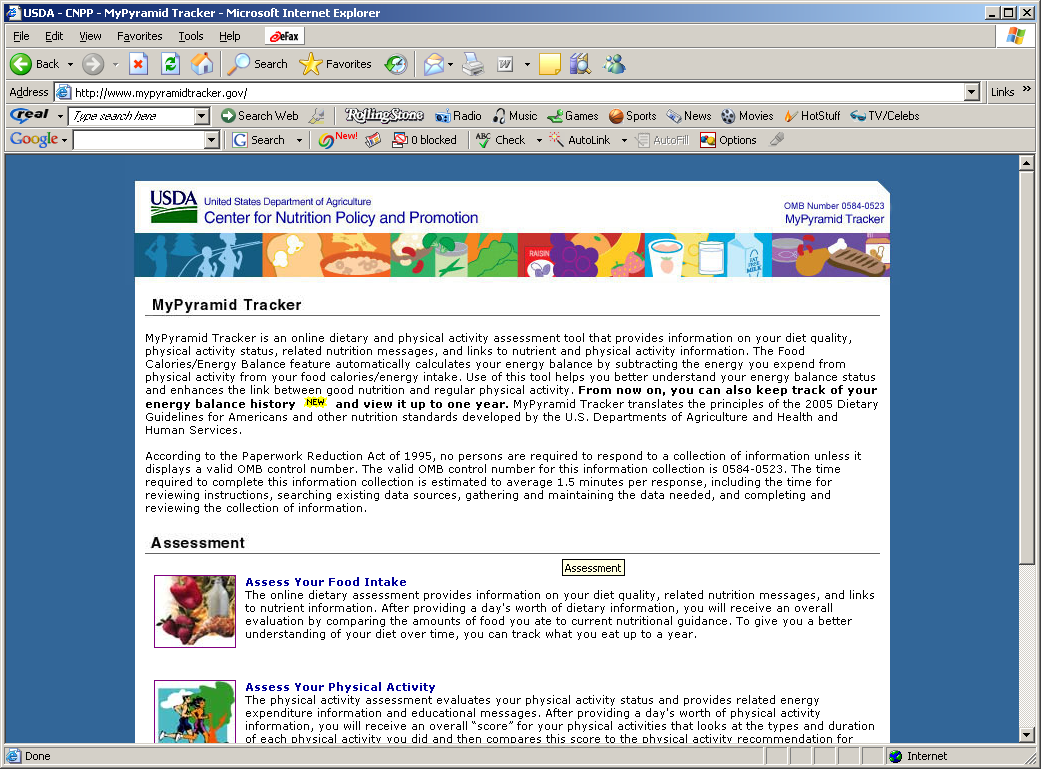 USDA - CNPP - MyPyramid Tracker - Microsoft Internet Explorer
File Edit View Favorites Tools Help eFax
Back Search Favorites
Address http://www.mypyramidtracker.gov/ Links »
real Type search here Search Web RollingStone Radio Music Games Sports News Movies HotStuff TV/Celebs
Google Search New! 0 blocked ABC Check AutoLink AutoFill Options
USDA United States Department of Agriculture
Center for Nutrition Policy and Promotion
OMB Number 0584-0523
MyPyramid Tracker
RAISIN
FAT FREE MILK
MyPyramid Tracker
MyPyramid Tracker is an online dietary and physical activity assessment tool that provides information on your diet quality,
physical activity status, related nutrition messages, and links to nutrient and physical activity information. The Food
Calories/Energy Balance feature automatically calculates your energy balance by subtracting the energy you expend from
physical activity from your food calories/energy intake. Use of this tool helps you better understand your energy balance status
and enhances the link between good nutrition and regular physical activity. From now on, you can also keep track of your
energy balance history NEW and view it up to one year. MyPyramid Tracker translates the principles of the 2005 Dietary
Guidelines for Americans and other nutrition standards developed by the U.S. Departments of Agriculture and Health and
Human Services.
According to the Paperwork Reduction Act of 1995, no persons are required to respond to a collection of information unless it
displays a valid OMB control number. The valid OMB control number for this information collection is 0584-0523. The time
required to complete this information collection is estimated to average 1.5 minutes per response, including the time for
reviewing instructions, searching existing data sources, gathering and maintaining the data needed, and completing and
reviewing the collection of information.
Assessment
Assessment
Assess Your Food Intake
The online dietary assessment provides information on your diet quality, related nutrition messages, and links
to nutrient information. After providing a day's worth of dietary information, you will receive an overall
evaluation by comparing the amounts of food you ate to current nutritional guidance. To give you a better
understanding of your diet over time, you can track what you eat up to a year.
Assess Your Physical Activity
The physical activity assessment evaluates your physical activity status and provides related energy
expenditure information and educational messages. After providing a day's worth of physical activity
information, you will receive an overall “score” for your physical activities that looks at the types and duration
of each physical activity you did and then compares this score to the physical activity recommendation for
Done Internet